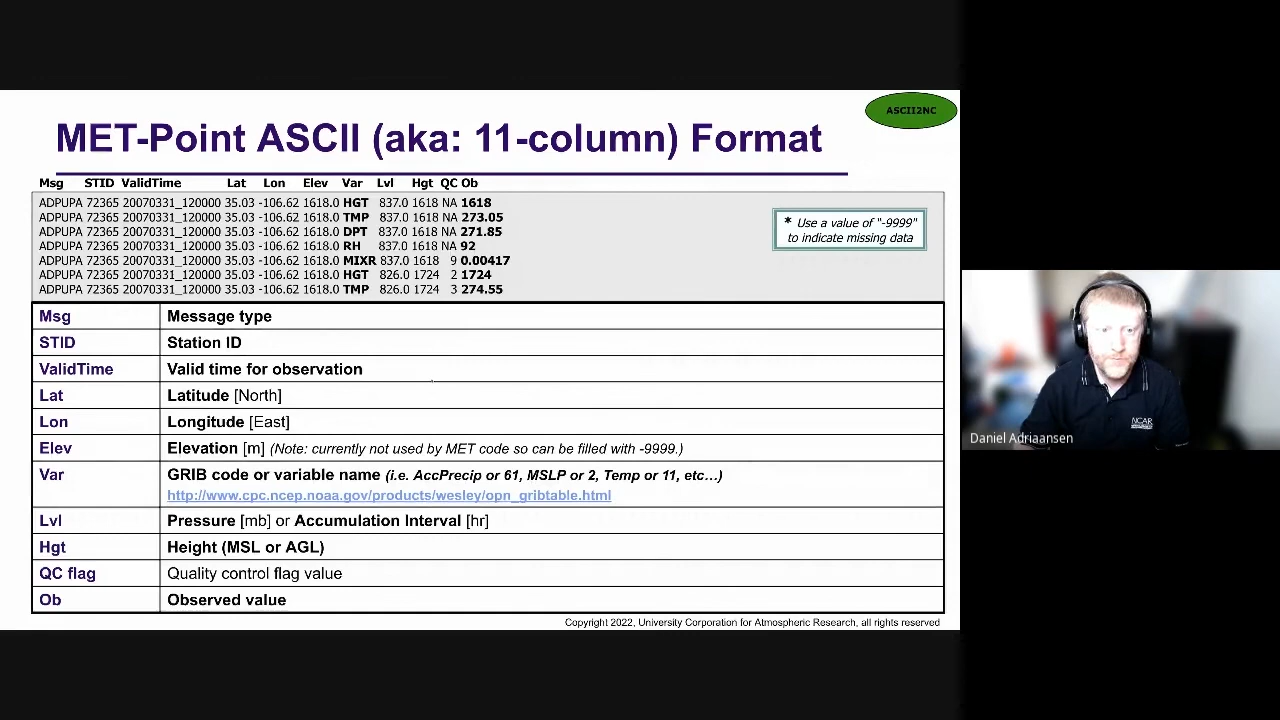 ASCII2NC
MET-Point ASCII (aka: 11-column) Format
Msg STID ValidTime Lat Lon Elev Var Lvl Hgt QC Ob
ADPUPA 72365 20070331_120000 35.03 -106.62 1618.0 HGT 837.0 1618 NA 1618
ADPUPA 72365 20070331_120000 35.03 -106.62 1618.0 TMP 837.0 1618 NA 273.05
ADPUPA 72365 20070331_120000 35.03 -106.62 1618.0 DPT 837.0 1618 NA 271.85
ADPUPA 72365 20070331_120000 35.03 -106.62 1618.0 RH 837.0 1618 NA 92
ADPUPA 72365 20070331_120000 35.03 -106.62 1618.0 MIXR 837.0 1618 9 0.00417
ADPUPA 72365 20070331_120000 35.03 -106.62 1618.0 HGT 826.0 1724 2 1724
ADPUPA 72365 20070331_120000 35.03 -106.62 1618.0 TMP 826.0 1724 3 274.55
* Use a value of "-9999"
to indicate missing data
Msg Message type
STID Station ID
ValidTime Valid time for observation
Lat Latitude [North]
Lon Longitude [East]
Elev Elevation [m] (Note: currently not used by MET code so can be filled with -9999.)
Var GRIB code or variable name (i.e. AccPrecip or 61, MSLP or 2, Temp or 11, etc…)
http://www.cpc.ncep.noaa.gov/products/wesley/opn_gribtable.html
Lvl Pressure [mb] or Accumulation Interval [hr]
Hgt Height (MSL or AGL)
QC flag Quality control flag value
Ob Observed value
Copyright 2022, University Corporation for Atmospheric Research, all rights reserved
NCAR
Daniel Adriaansen